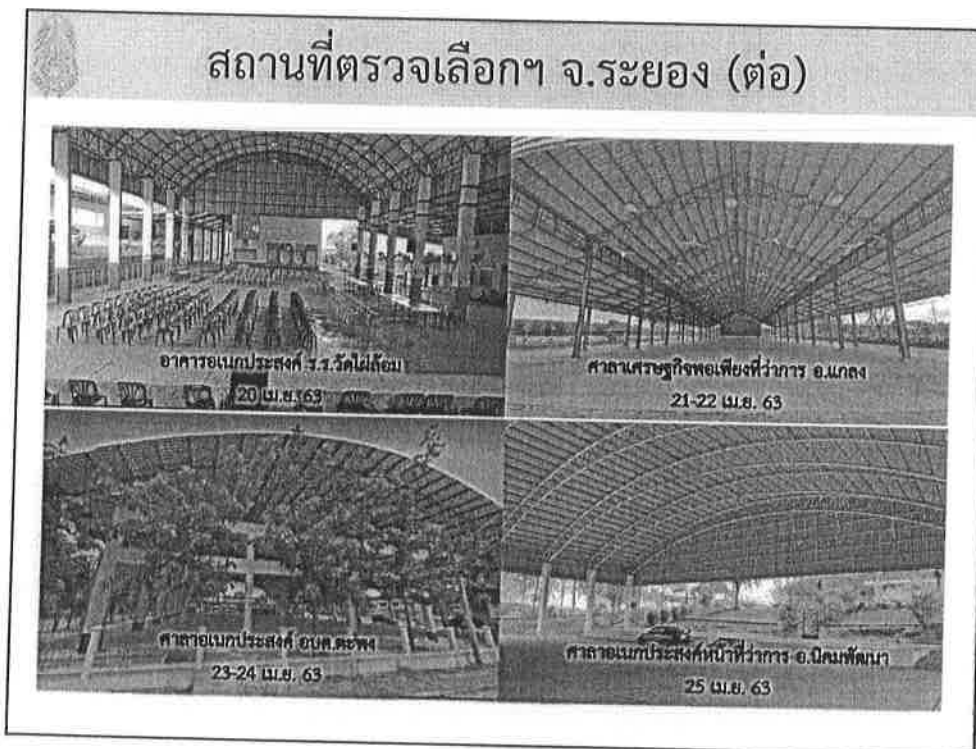 สถานที่ตรวจเลือกฯ จ.ระยอง (ต่อ)
อาคารอเนกประสงค์ ร.ร.วัดไผ่ล้อม
20 เม.ย. 63
ศาลาเศรษฐกิจพอเพียงที่ว่าการ อ.แกลง
21-22 เม.ย. 63
ศาลาอเนกประสงค์ อบต.ตะพง
23-24 เม.ย. 63
ศาลาอเนกประสงค์หน้าที่ว่าการ อ.นิคมพัฒนา
25 เม.ย. 63